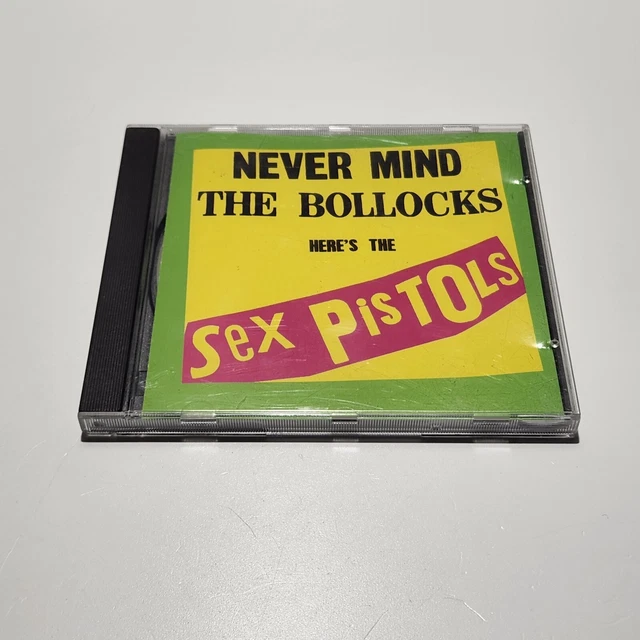 NEVER MIND
THE BOLLOCKS
HERE'S THE
Sex PisTOLs